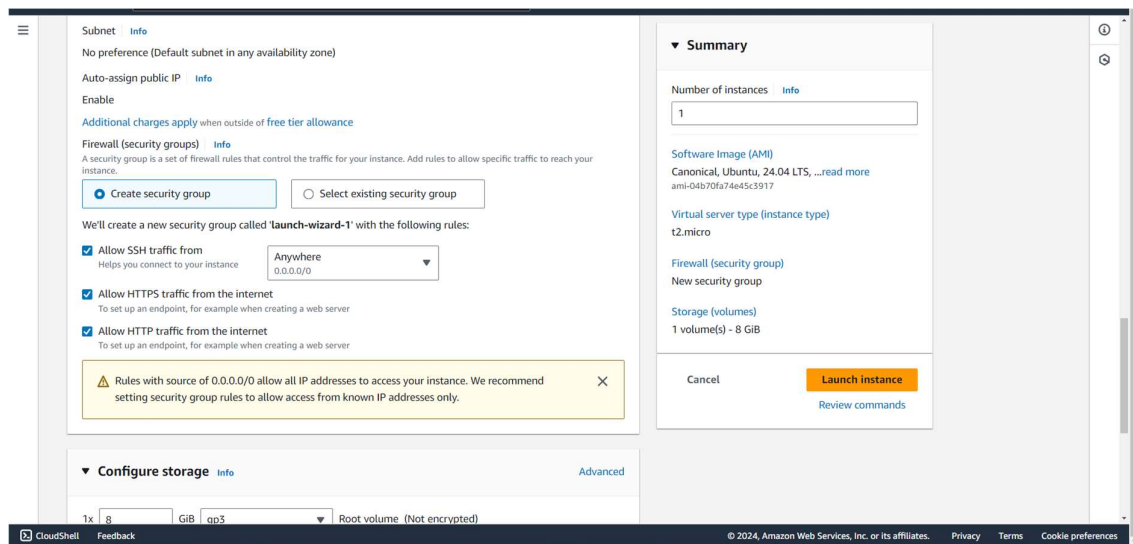 Subnet Info
No preference (Default subnet in any availability zone)
Auto-assign public IP Info
Enable
Additional charges apply when outside of free tier allowance
Firewall (security groups) Info
A security group is a set of firewall rules that control the traffic for your instance. Add rules to allow specific traffic to reach your
instance.
Create security group
Select existing security group
We'll create a new security group called 'launch-wizard-1' with the following rules:
Allow SSH traffic from
Helps you connect to your instance
Anywhere
0.0.0.0/0
Allow HTTPS traffic from the internet
To set up an endpoint, for example when creating a web server
Allow HTTP traffic from the internet
To set up an endpoint, for example when creating a web server
Rules with source of 0.0.0.0/0 allow all IP addresses to access your instance. We recommend
setting security group rules to allow access from known IP addresses only.
Configure storage Info
Advanced
1x 8 GiB gp3 Root volume (Not encrypted)
Summary
Number of instances Info
1
Software Image (AMI)
Canonical, Ubuntu, 24.04 LTS, ...read more
ami-04b70fa74e45c3917
Virtual server type (instance type)
t2.micro
Firewall (security group)
New security group
Storage (volumes)
1 volume(s) - 8 GiB
Cancel
Launch instance
Review commands
CloudShell Feedback
© 2024, Amazon Web Services, Inc. or its affiliates. Privacy Terms Cookie preferences